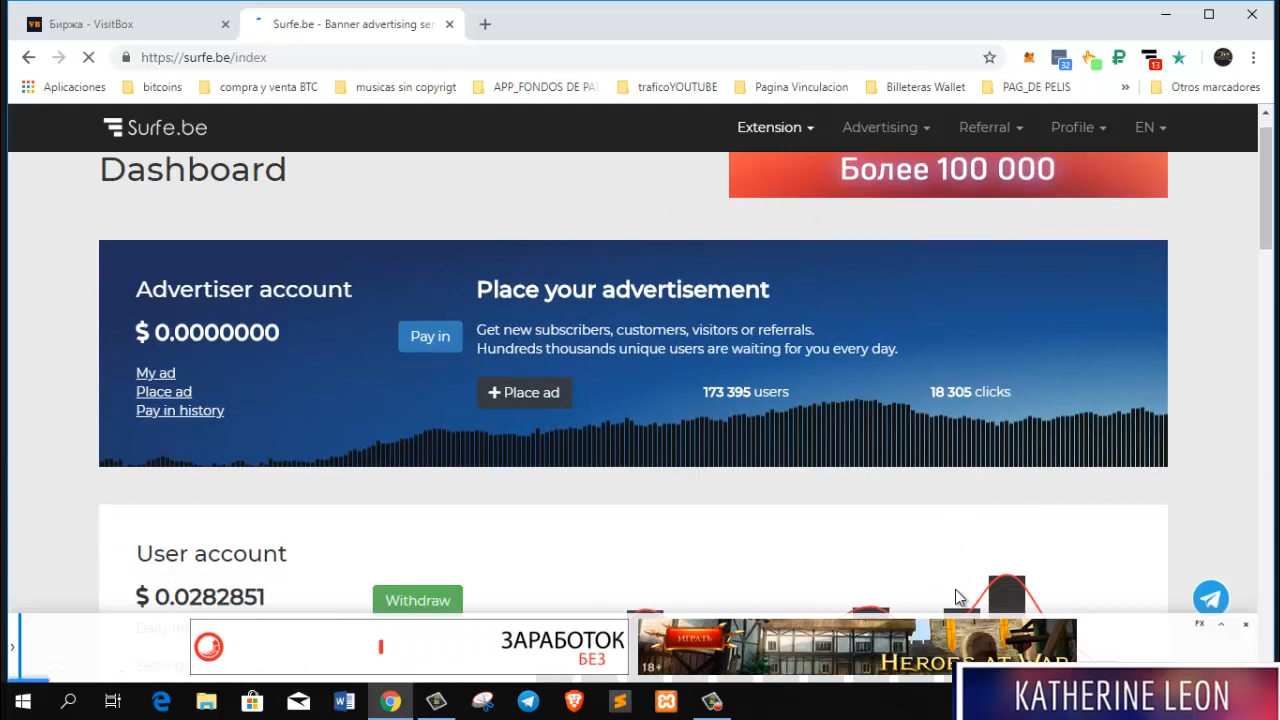 VB Биржа - VisitBox
Surfe.be - Banner advertising ser
https://surfe.be/index
32
13
Aplicaciones
bitcoins
compra y venta BTC
musicas sin copyrigt
APP_FONDOS DE PA
traficoYOUTUBE
Pagina Vinculacion
Billeteras Wallet
PAG_DE PELIS
Otros marcadores
Surfe.be
Extension
Advertising
Referral
Profile
EN
Dashboard
Более 100 000
Advertiser account
$ 0.0000000
Pay in
My ad
Place ad
Pay in history
Place your advertisement
Get new subscribers, customers, visitors or referrals.
Hundreds thousands unique users are waiting for you every day.
Place ad
173 395 users
18 305 clicks
User account
$ 0.0282851
Withdraw
ЗАРАБОТОК
БЕЗ
ИГРАТЬ
18+
HEROES AT WAR
FX
KATHERINE LEON